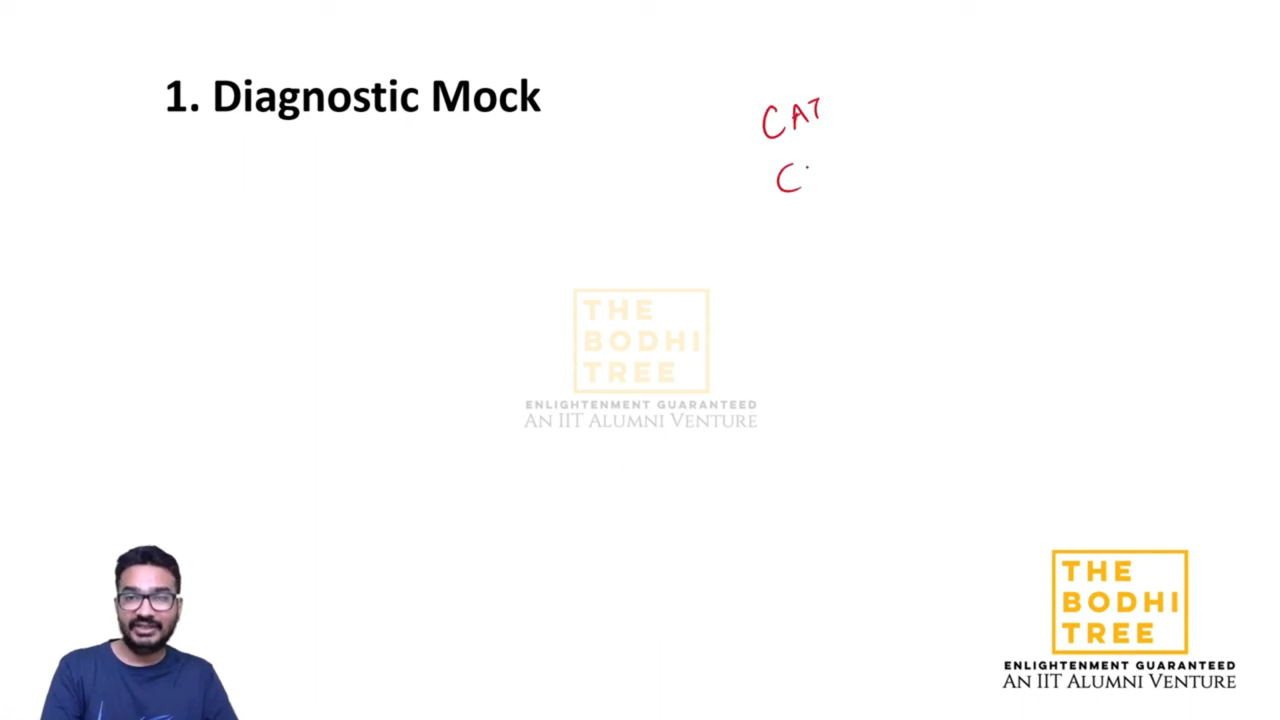 1. Diagnostic Mock
CAT
C
THE
BODHI
TREE
ENLIGHTENMENT GUARANTEED
AN IIT ALUMNI VENTURE
THE
BODHI
TREE
ENLIGHTENMENT GUARANTEED
AN IIT ALUMNI VENTURE